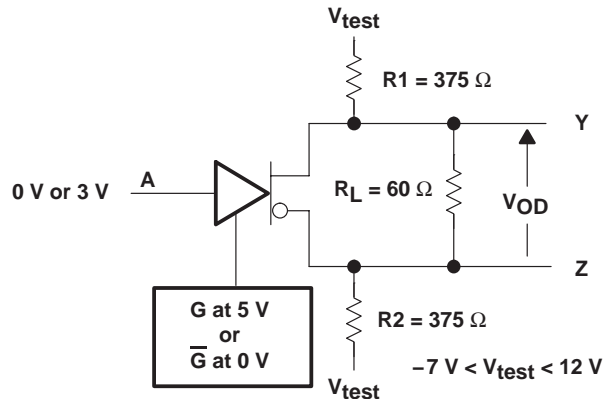 Vtest
R1 = 375 Ω
Y
A
0 V or 3 V
RL = 60 Ω
VOD
Z
G at 5 V
or
G̅ at 0 V
R2 = 375 Ω
−7 V < Vtest < 12 V
Vtest